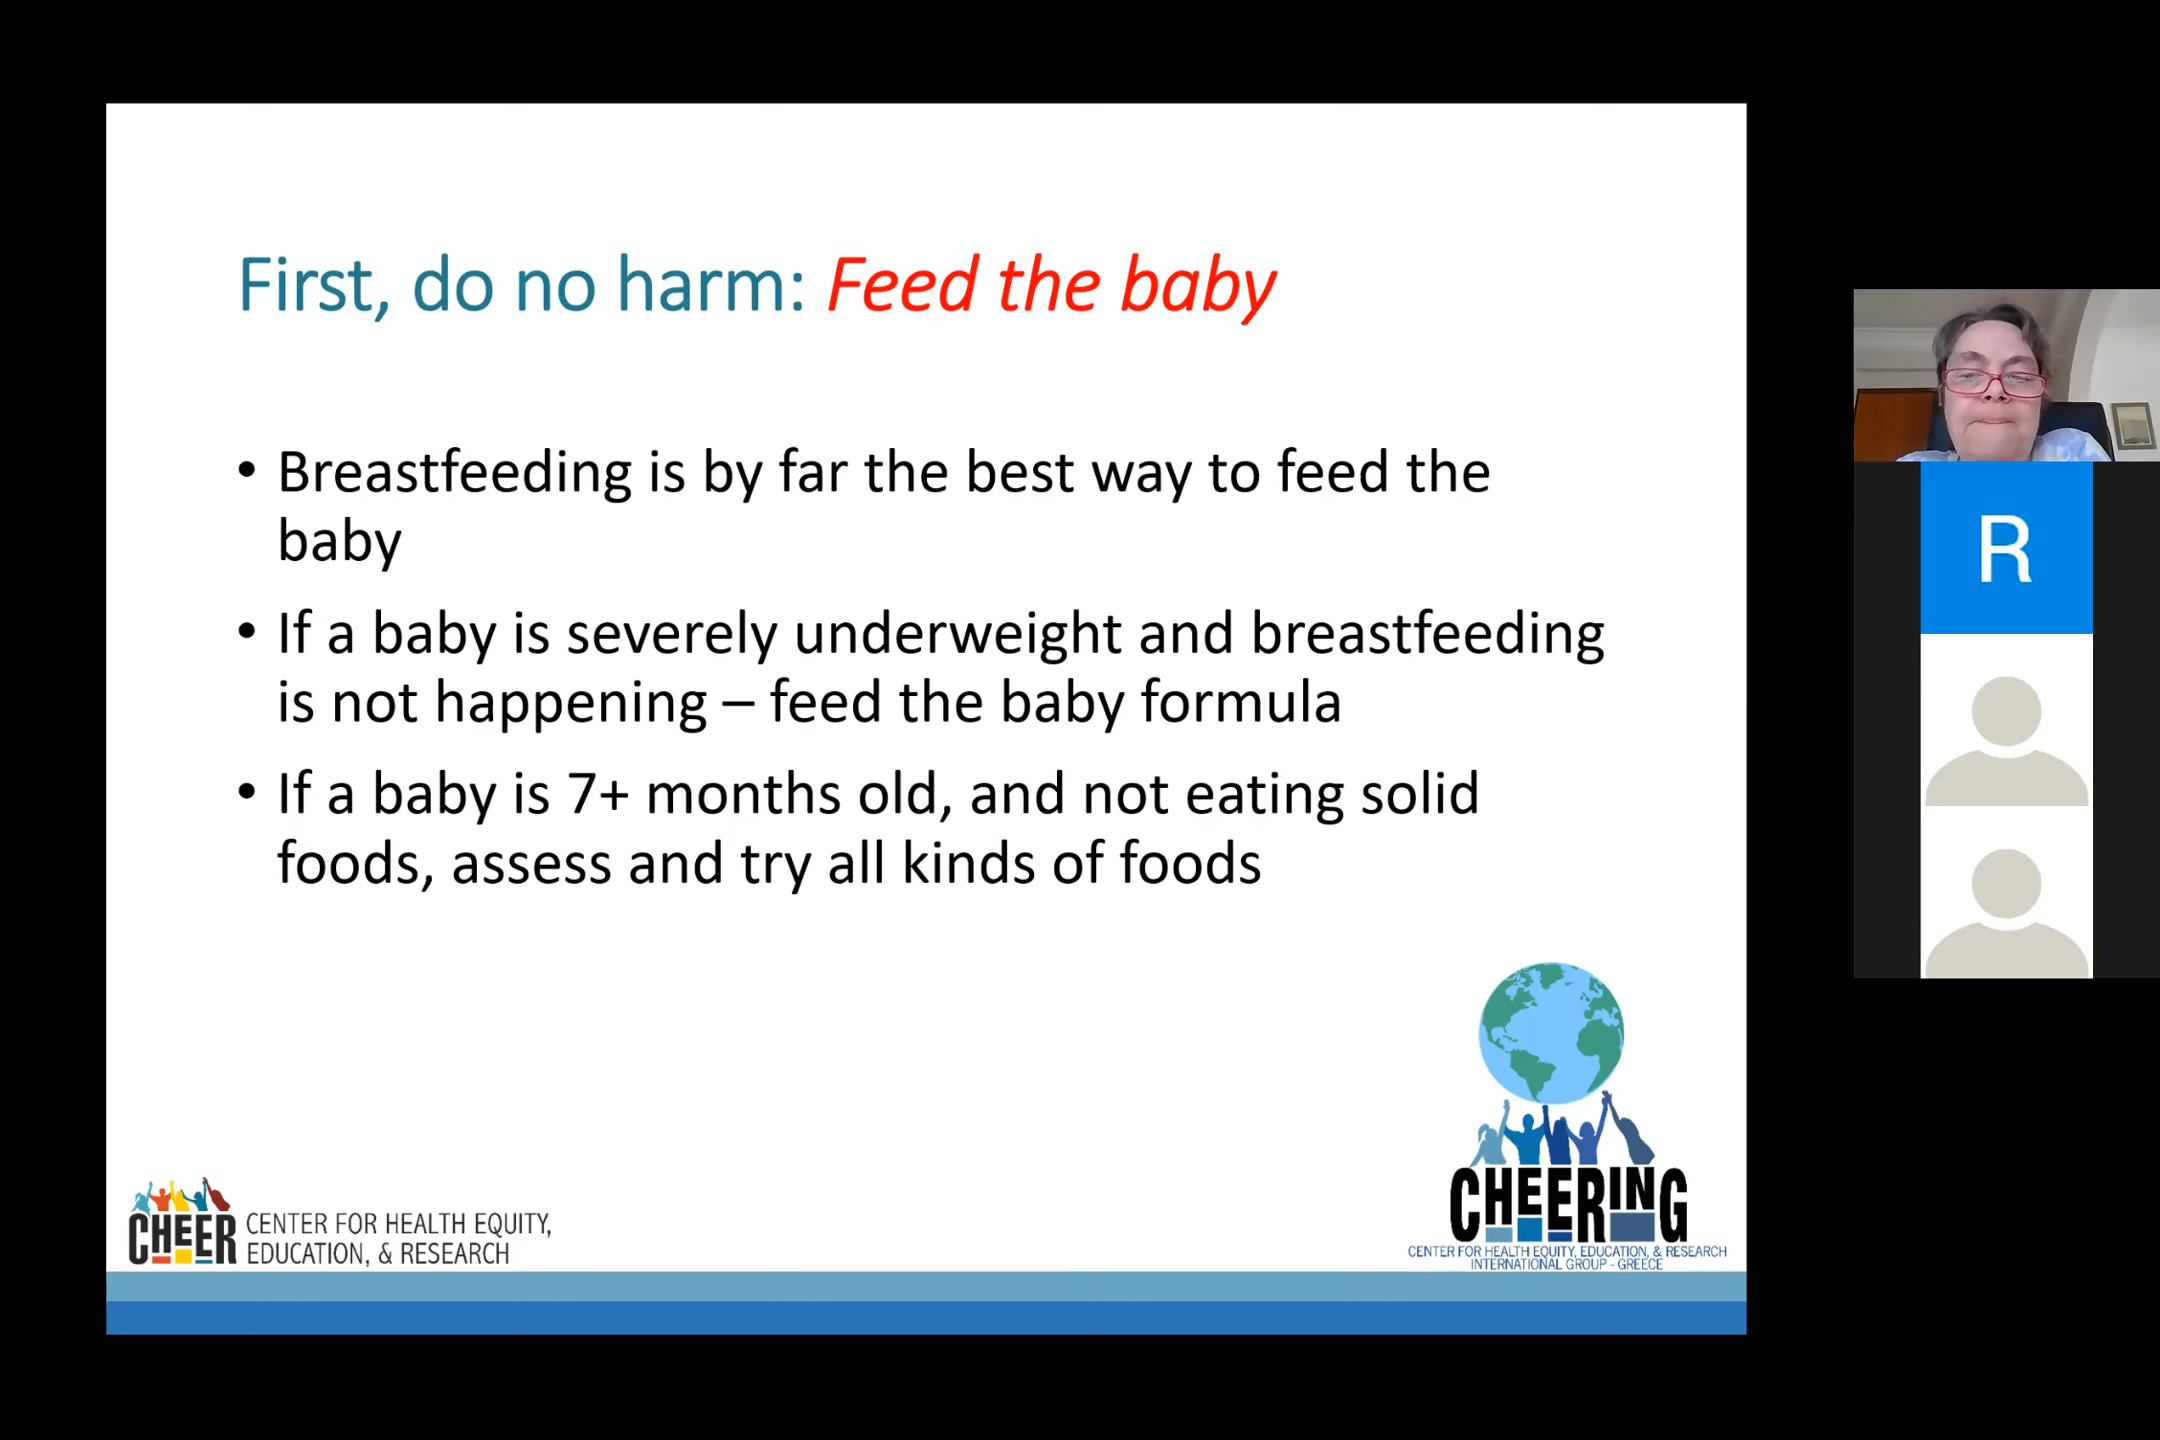 First, do no harm: Feed the baby
• Breastfeeding is by far the best way to feed the
baby
• If a baby is severely underweight and breastfeeding
is not happening – feed the baby formula
• If a baby is 7+ months old, and not eating solid
foods, assess and try all kinds of foods
CHEER CENTER FOR HEALTH EQUITY,
EDUCATION, & RESEARCH
CHEERING
CENTER FOR HEALTH EQUITY, EDUCATION, & RESEARCH
INTERNATIONAL GROUP - GREECE
R